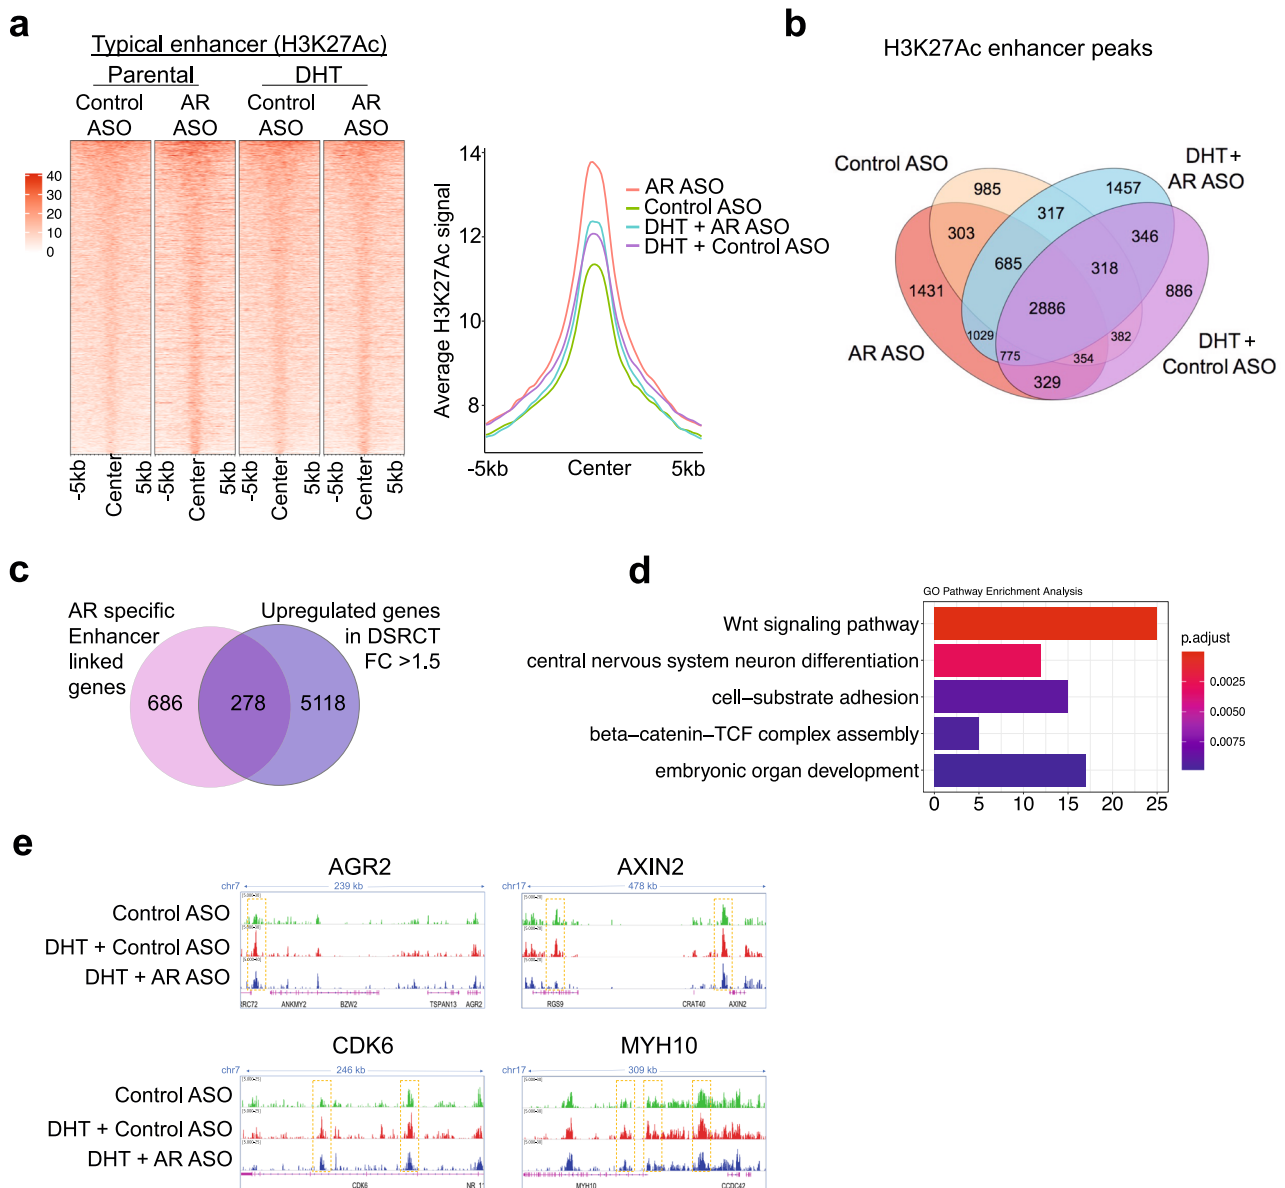 a
Typical enhancer (H3K27Ac)
Parental
DHT
Control ASO
AR ASO
Control ASO
AR ASO
40
30
20
10
0
-5kb
Center
5kb
-5kb
Center
5kb
-5kb
Center
5kb
-5kb
Center
5kb
Average H3K27Ac signal
14
12
10
8
-5kb
Center
5kb
AR ASO
Control ASO
DHT + AR ASO
DHT + Control ASO
b
H3K27Ac enhancer peaks
Control ASO
DHT +
AR ASO
AR ASO
DHT +
Control ASO
985
1457
317
303
346
685
318
1431
2886
886
1029
382
775
354
329
c
AR specific
Enhancer
linked
genes
Upregulated genes
in DSRCT
FC >1.5
686
278
5118
d
GO Pathway Enrichment Analysis
Wnt signaling pathway
central nervous system neuron differentiation
cell–substrate adhesion
beta–catenin–TCF complex assembly
embryonic organ development
0
5
10
15
20
25
p.adjust
0.0025
0.0050
0.0075
e
AGR2
chr7
239 kb
Control ASO
DHT + Control ASO
DHT + AR ASO
ANKMY2
BZW2
TSPAN13
AGR2
AXIN2
chr17
478 kb
RGS9
CRAT40
AXIN2
CDK6
chr7
246 kb
Control ASO
DHT + Control ASO
DHT + AR ASO
CDK6
MYH10
chr17
309 kb
MYH10
CCDC42